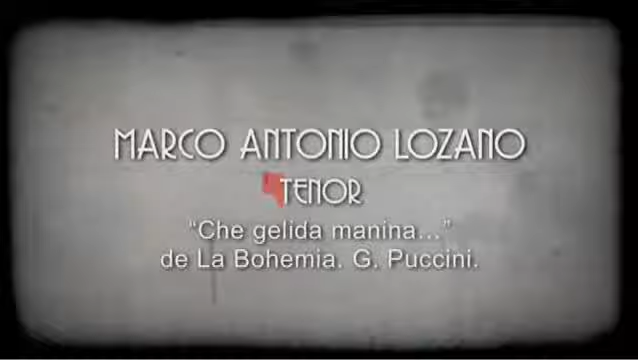 MARCO ANTONIO LOZANO
TENOR
“Che gelida manina...”
de La Bohemia. G. Puccini.